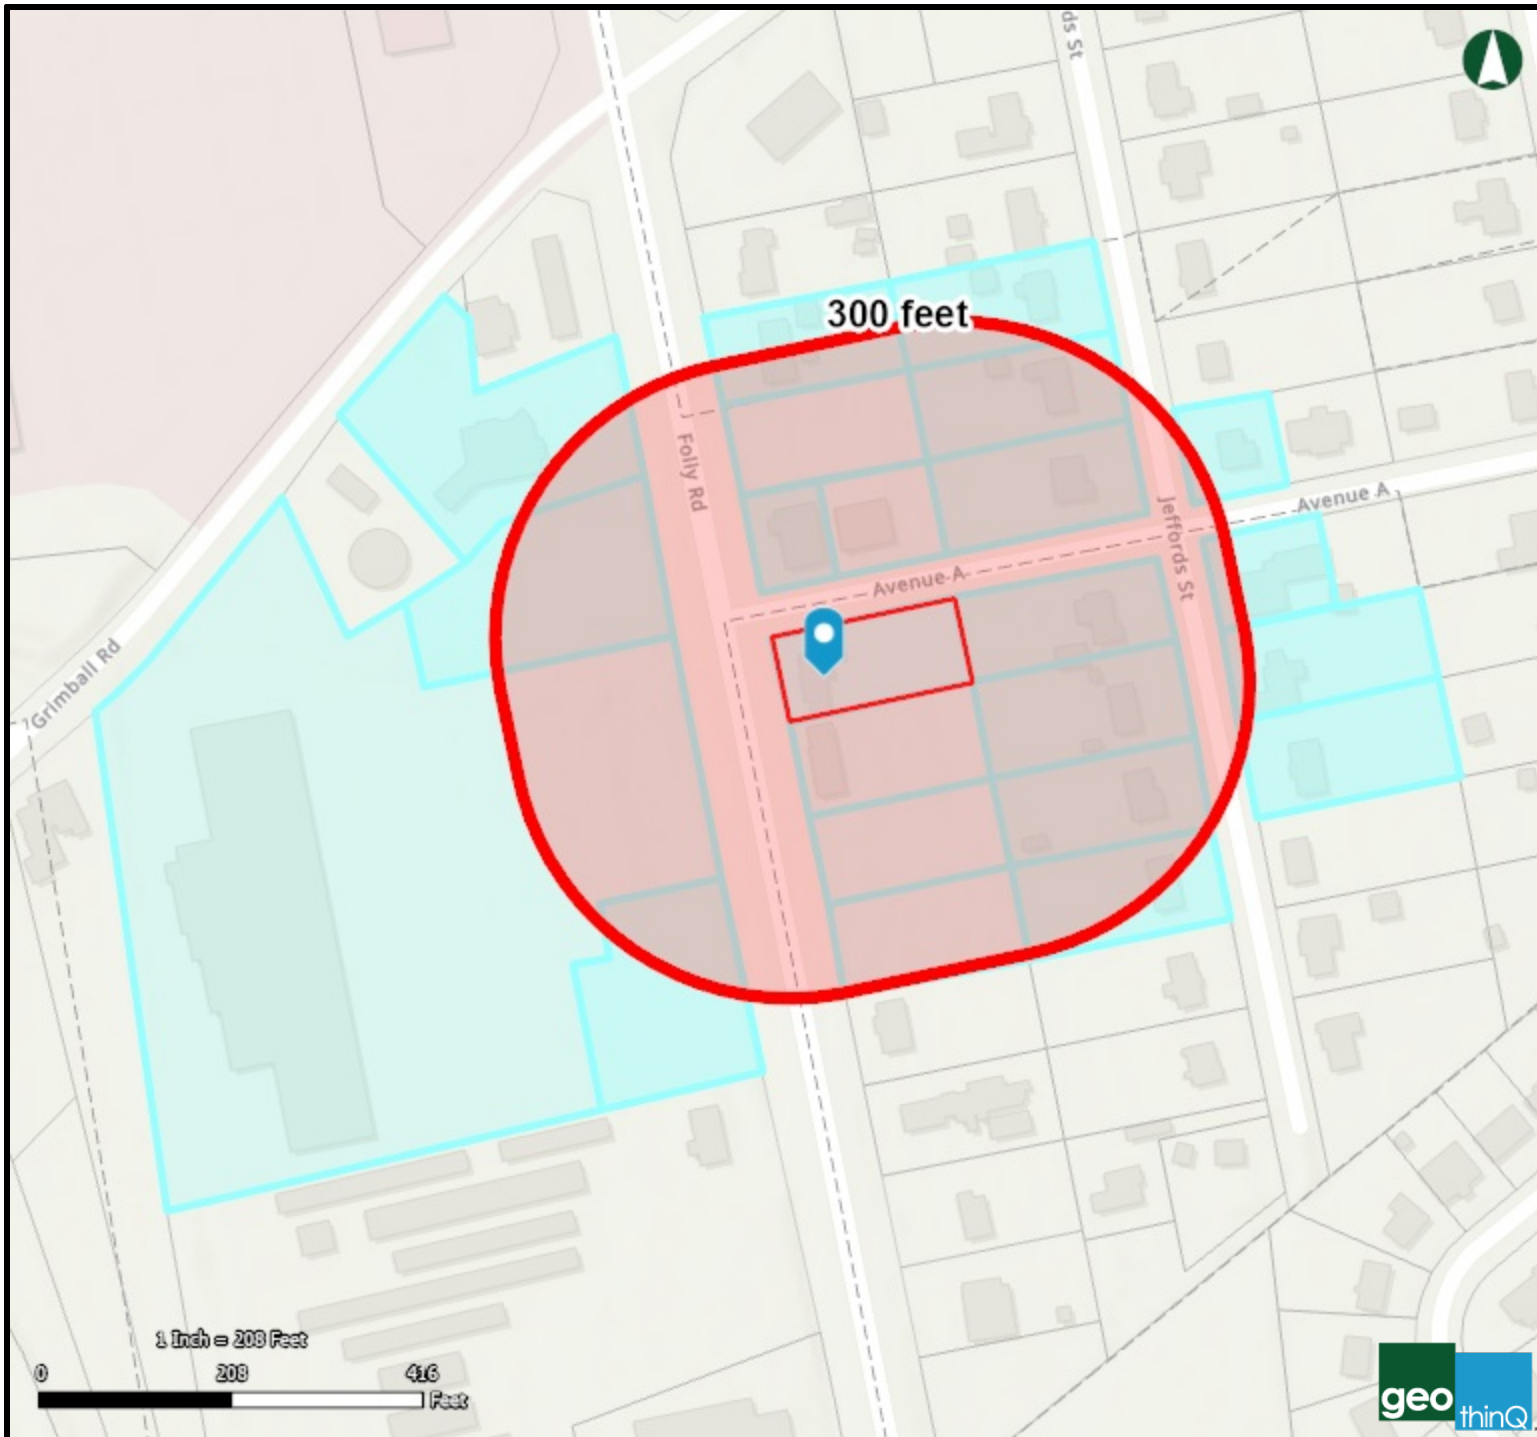 ds St
300 feet
Folly Rd
Avenue A
Jeffords St
Avenue A
Grimball Rd
1 Inch = 208 Feet
0 208 416
Feet
geo
thinQ